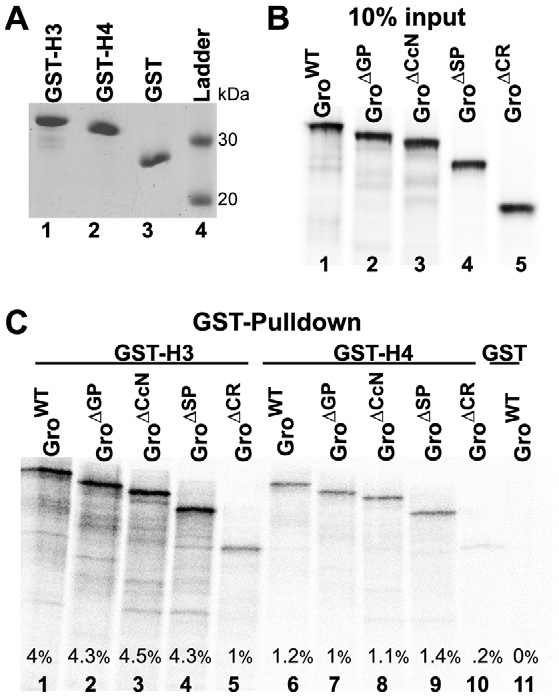 A
GST-H3 GST-H4 GST Ladder
kDa
30
20
1 2 3 4
B 10% input
Gro^WT Gro^ΔGP Gro^ΔCcN Gro^ΔSP Gro^ΔCR
1 2 3 4 5
C GST-Pulldown
GST-H3 GST-H4 GST
Gro^WT Gro^ΔGP Gro^ΔCcN Gro^ΔSP Gro^ΔCR Gro^WT Gro^ΔGP Gro^ΔCcN Gro^ΔSP Gro^ΔCR Gro^WT
4% 4.3% 4.5% 4.3% 1% 1.2% 1% 1.1% 1.4% .2% 0%
1 2 3 4 5 6 7 8 9 10 11